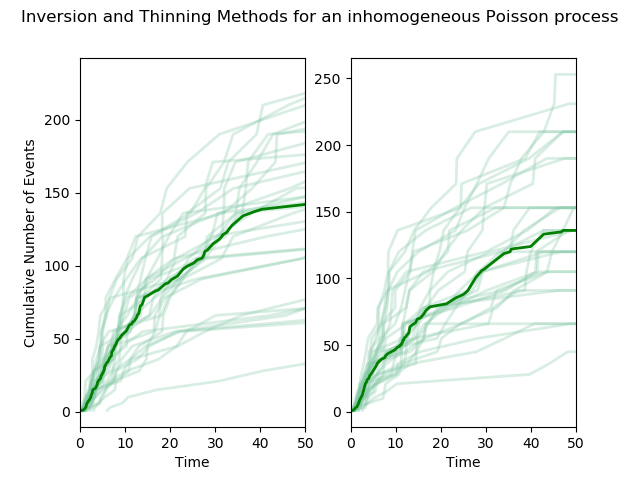 Inversion and Thinning Methods for an inhomogeneous Poisson process
Cumulative Number of Events
200
150
100
50
0
0 10 20 30 40 50
Time
250
200
150
100
50
0
0 10 20 30 40 50
Time